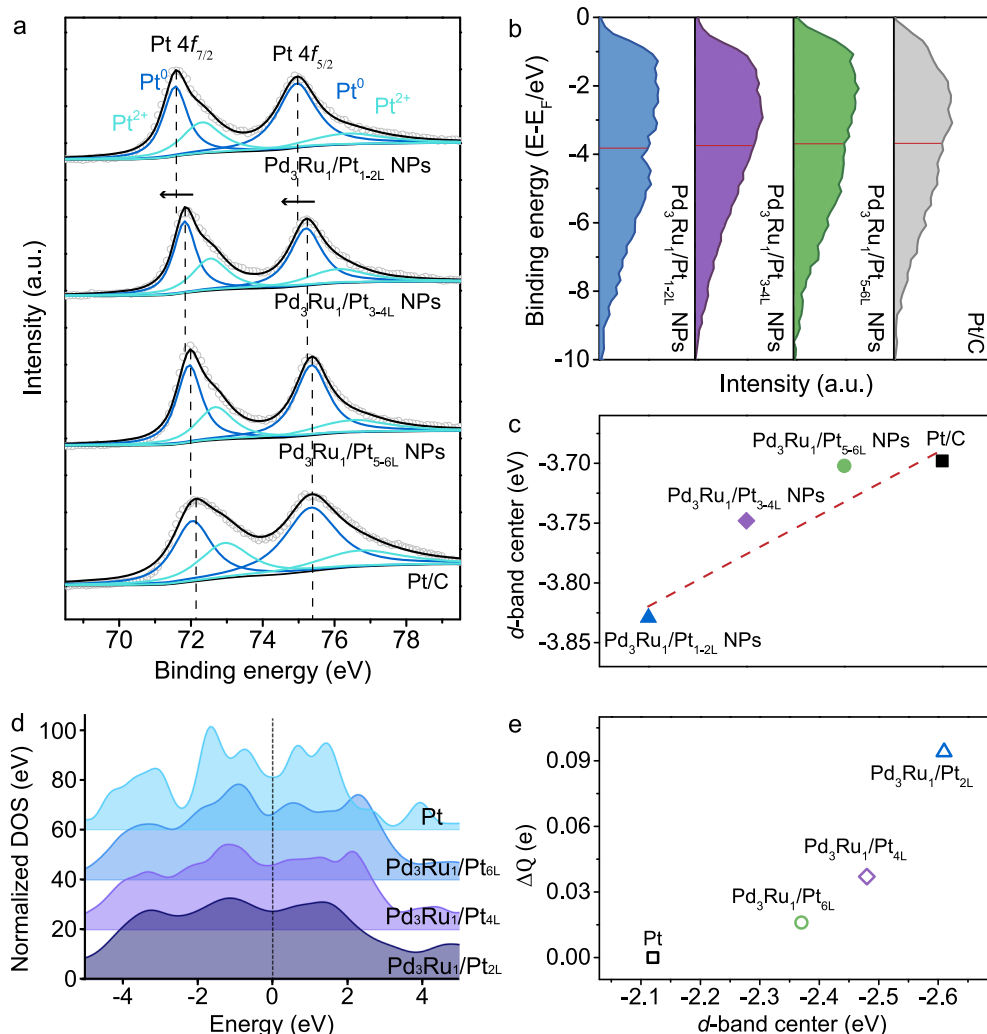 a
Pt 4f7/2
Pt 4f5/2
Pt0
Pt0
Pt2+
Pt2+
Pd3Ru1/Pt1-2L NPs
Pd3Ru1/Pt3-4L NPs
Pd3Ru1/Pt5-6L NPs
Pt/C
Intensity (a.u.)
70 72 74 76 78
Binding energy (eV)
b
Binding energy (E-EF/eV)
0
-2
-4
-6
-8
-10
Pd3Ru1/Pt1-2L NPs
Pd3Ru1/Pt3-4L NPs
Pd3Ru1/Pt5-6L NPs
Pt/C
Intensity (a.u.)
c
d-band center (eV)
-3.70
-3.75
-3.80
-3.85
Pd3Ru1/Pt5-6L NPs
Pt/C
Pd3Ru1/Pt3-4L NPs
Pd3Ru1/Pt1-2L NPs
d
Normalized DOS (eV)
100
80
60
40
20
0
Pt
Pd3Ru1/Pt6L
Pd3Ru1/Pt4L
Pd3Ru1/Pt2L
-4 -2 0 2 4
Energy (eV)
e
ΔQ (e)
0.09
0.06
0.03
0.00
Pd3Ru1/Pt2L
Pd3Ru1/Pt4L
Pd3Ru1/Pt6L
Pt
-2.1 -2.2 -2.3 -2.4 -2.5 -2.6
d-band center (eV)